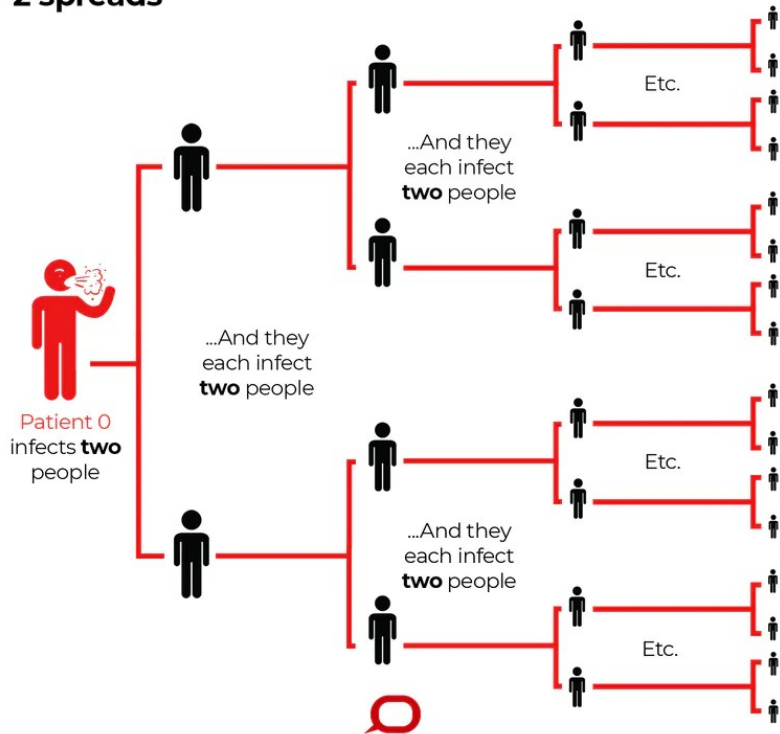 2 spreads
...And they
each infect
two people
Etc.
Etc.
...And they
each infect
two people
Patient 0
infects two
people
Etc.
...And they
each infect
two people
Etc.